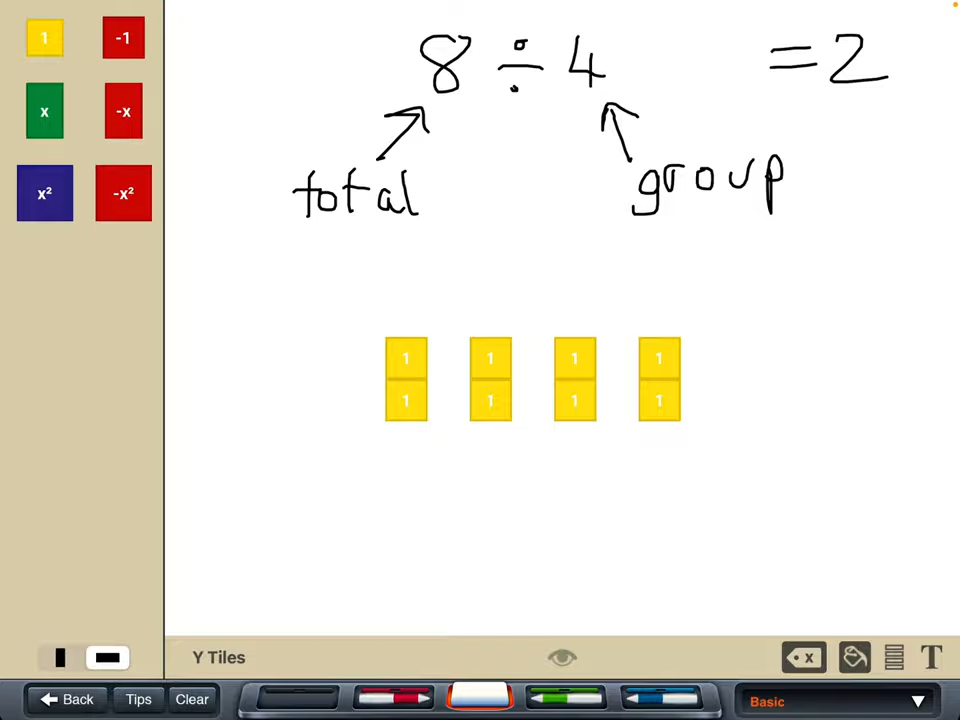 1 -1
x -x
x² -x²
8 ÷ 4 = 2
total group
1 1 1 1
1 1 1 1
Y Tiles
x T
Back Tips Clear Basic